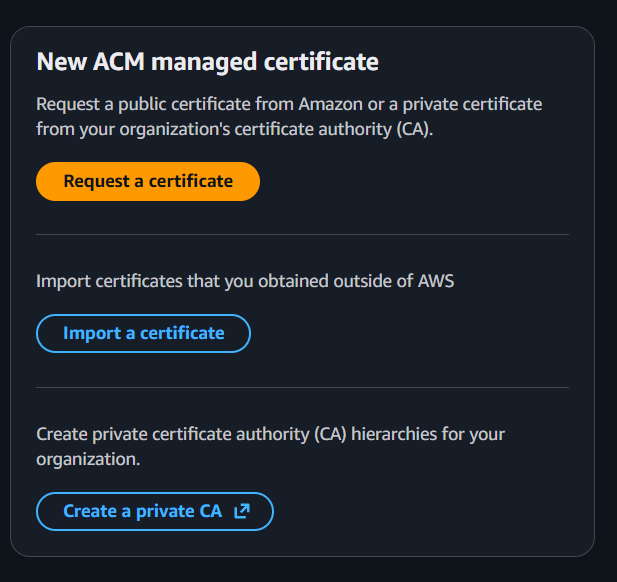 New ACM managed certificate
Request a public certificate from Amazon or a private certificate
from your organization's certificate authority (CA).
Request a certificate
Import certificates that you obtained outside of AWS
Import a certificate
Create private certificate authority (CA) hierarchies for your
organization.
Create a private CA